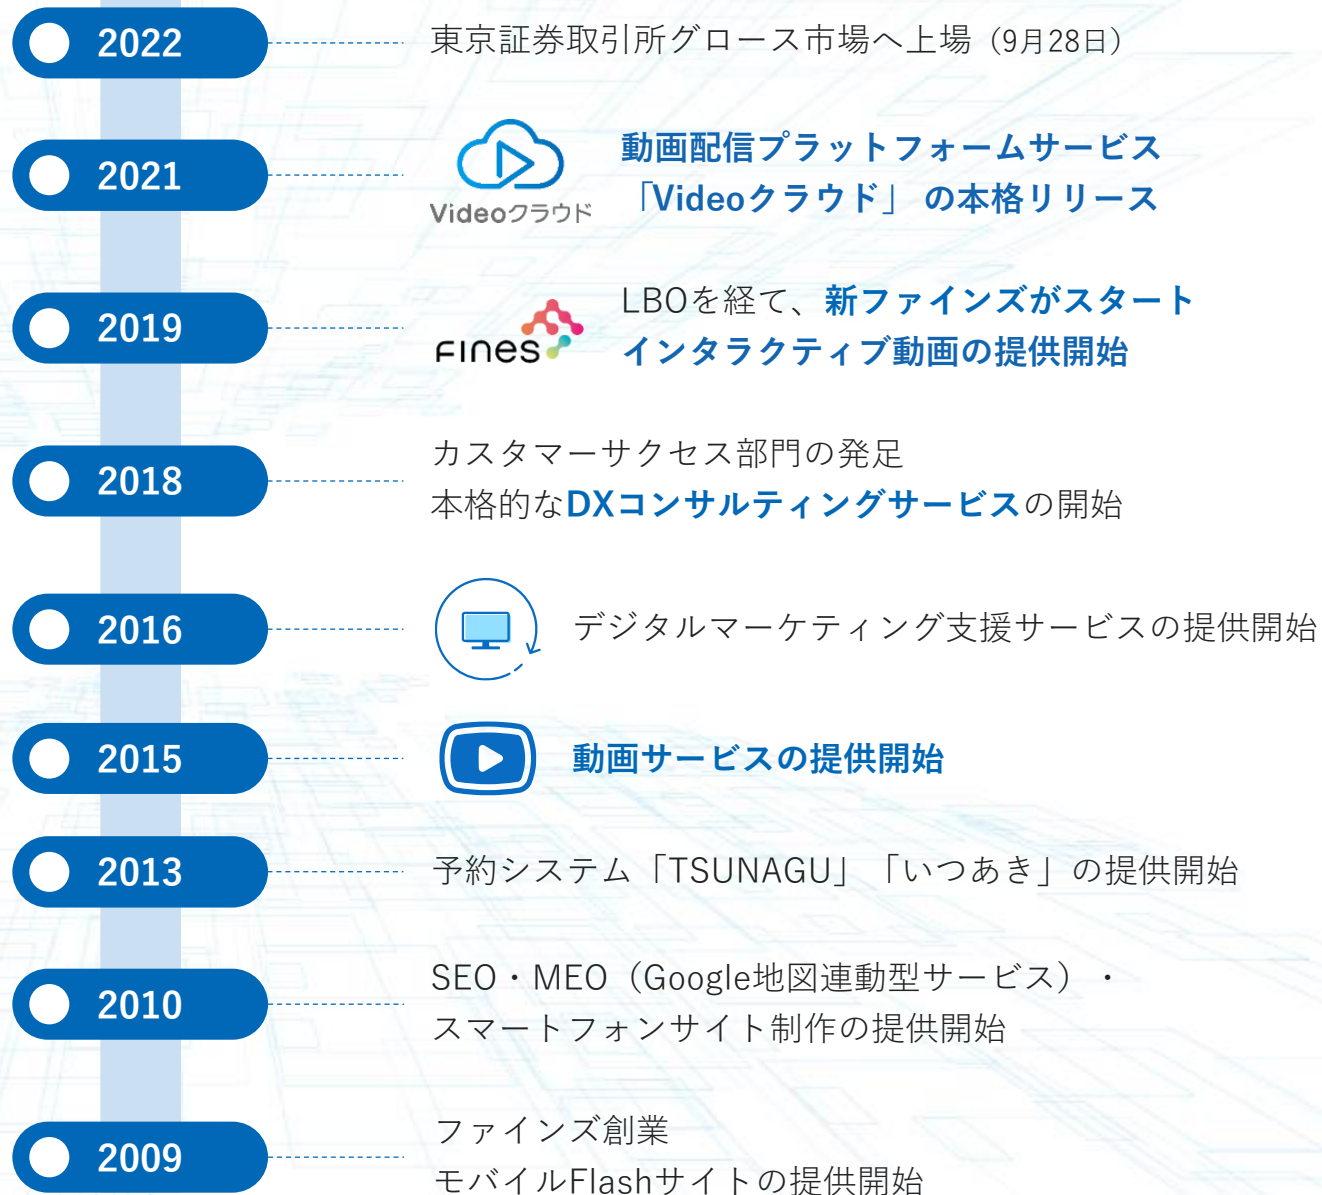 2022
東京証券取引所グロース市場へ上場（9月28日）
2021
Videoクラウド
動画配信プラットフォームサービス
「Videoクラウド」の本格リリース
2019
FINES
LBOを経て、新ファインズがスタート
インタラクティブ動画の提供開始
2018
カスタマーサクセス部門の発足
本格的なDXコンサルティングサービスの開始
2016
デジタルマーケティング支援サービスの提供開始
2015
動画サービスの提供開始
2013
予約システム「TSUNAGU」「いつあき」の提供開始
2010
SEO・MEO（Google地図連動型サービス）・
スマートフォンサイト制作の提供開始
2009
ファインズ創業
モバイルFlashサイトの提供開始